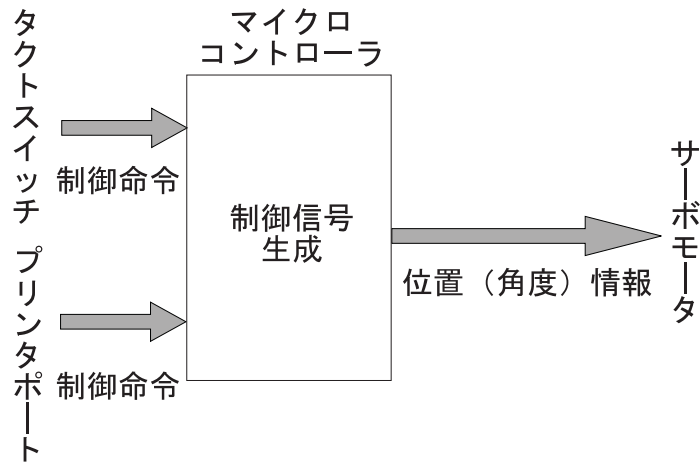 タクトスイッチ
マイクロ
コントローラ
制御命令
制御信号
生成
サーボモータ
位置（角度）情報
プリンタポート
制御命令